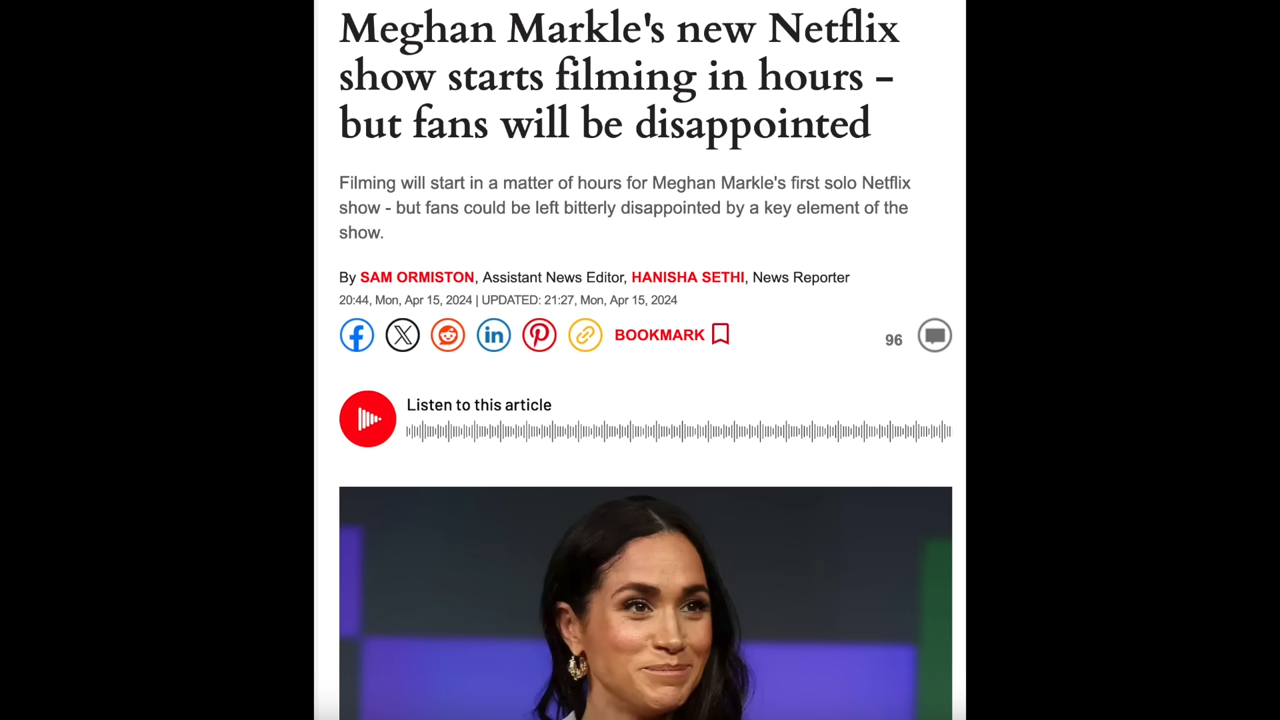 Meghan Markle's new Netflix
show starts filming in hours -
but fans will be disappointed
Filming will start in a matter of hours for Meghan Markle's first solo Netflix
show - but fans could be left bitterly disappointed by a key element of the
show.
By SAM ORMISTON, Assistant News Editor, HANISHA SETHI, News Reporter
20:44, Mon, Apr 15, 2024 | UPDATED: 21:27, Mon, Apr 15, 2024
BOOKMARK
96
Listen to this article